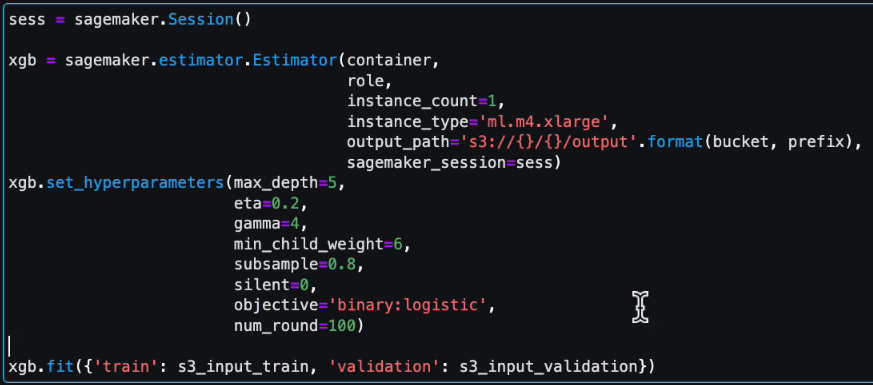 sess = sagemaker.Session()
xgb = sagemaker.estimator.Estimator(container,
role,
instance_count=1,
instance_type='ml.m4.xlarge',
output_path='s3://{}/{}/output'.format(bucket, prefix),
sagemaker_session=sess)
xgb.set_hyperparameters(max_depth=5,
eta=0.2,
gamma=4,
min_child_weight=6,
subsample=0.8,
silent=0,
objective='binary:logistic',
num_round=100)
xgb.fit({'train': s3_input_train, 'validation': s3_input_validation})